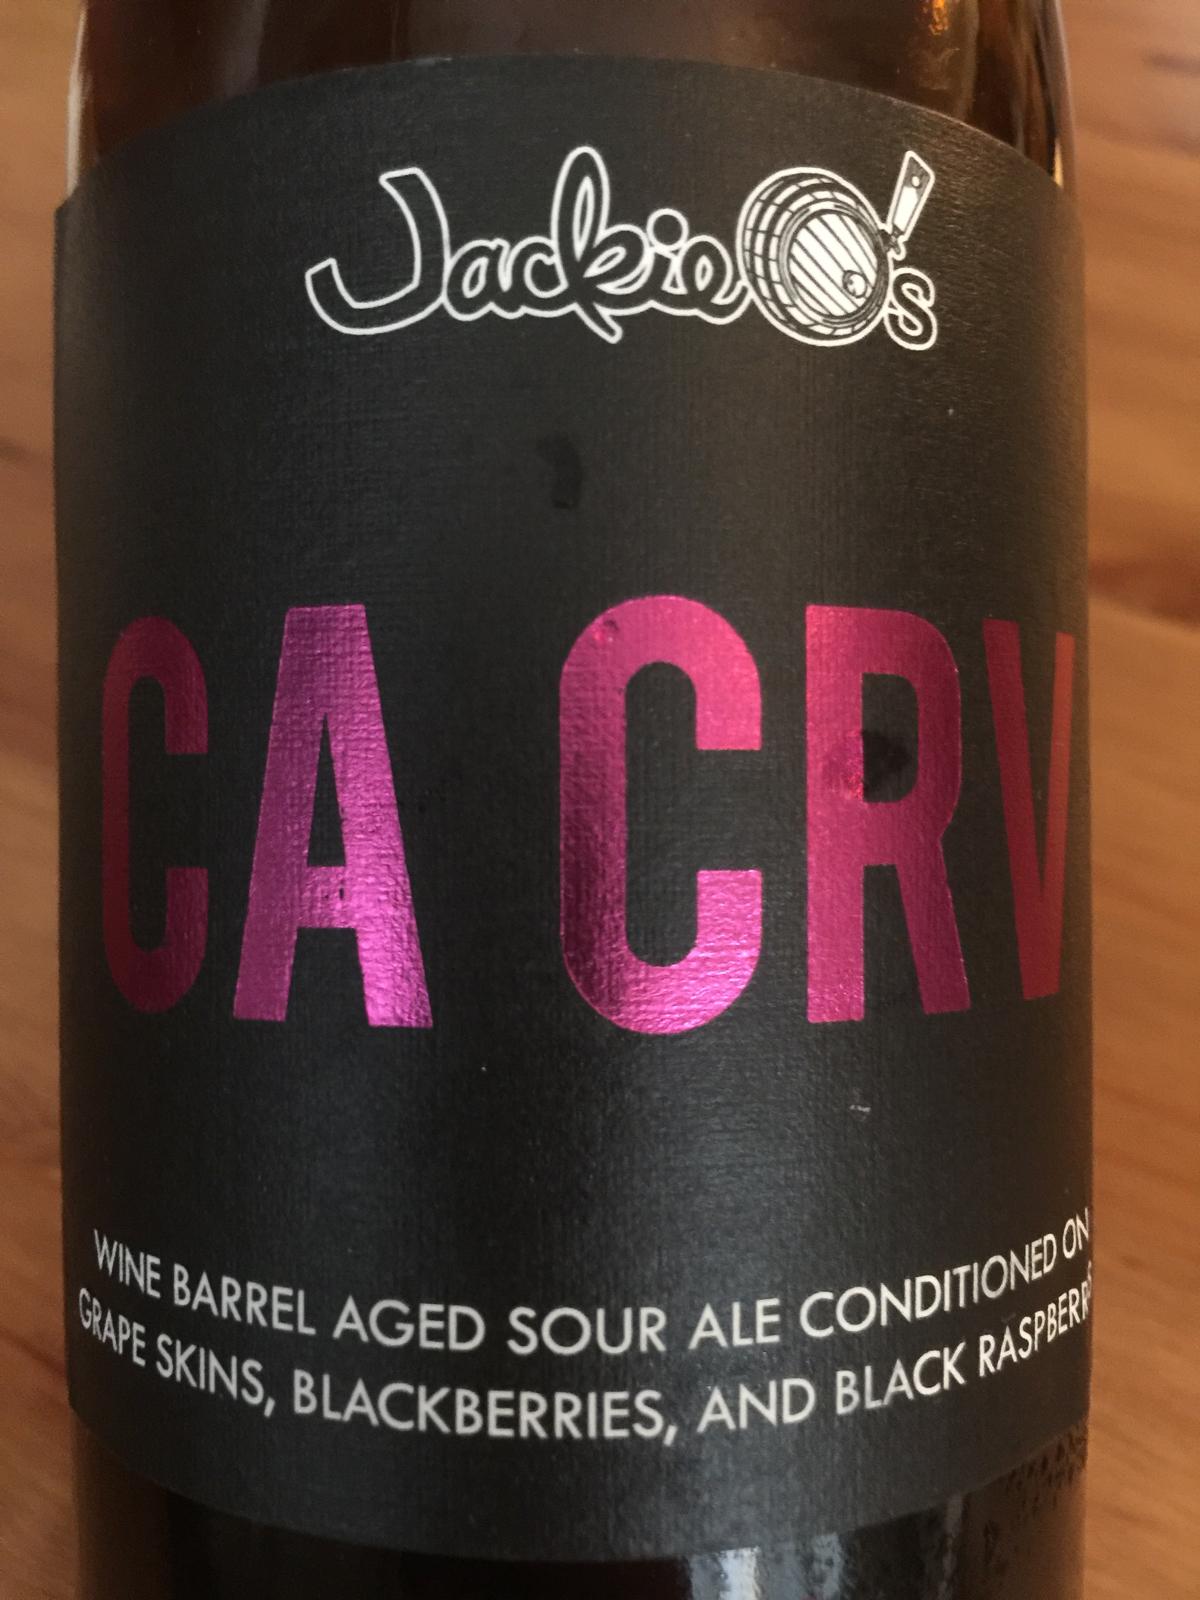 Jackie O's
CA CRV
WINE BARREL AGED SOUR ALE CONDITIONED ON
GRAPE SKINS, BLACKBERRIES, AND BLACK